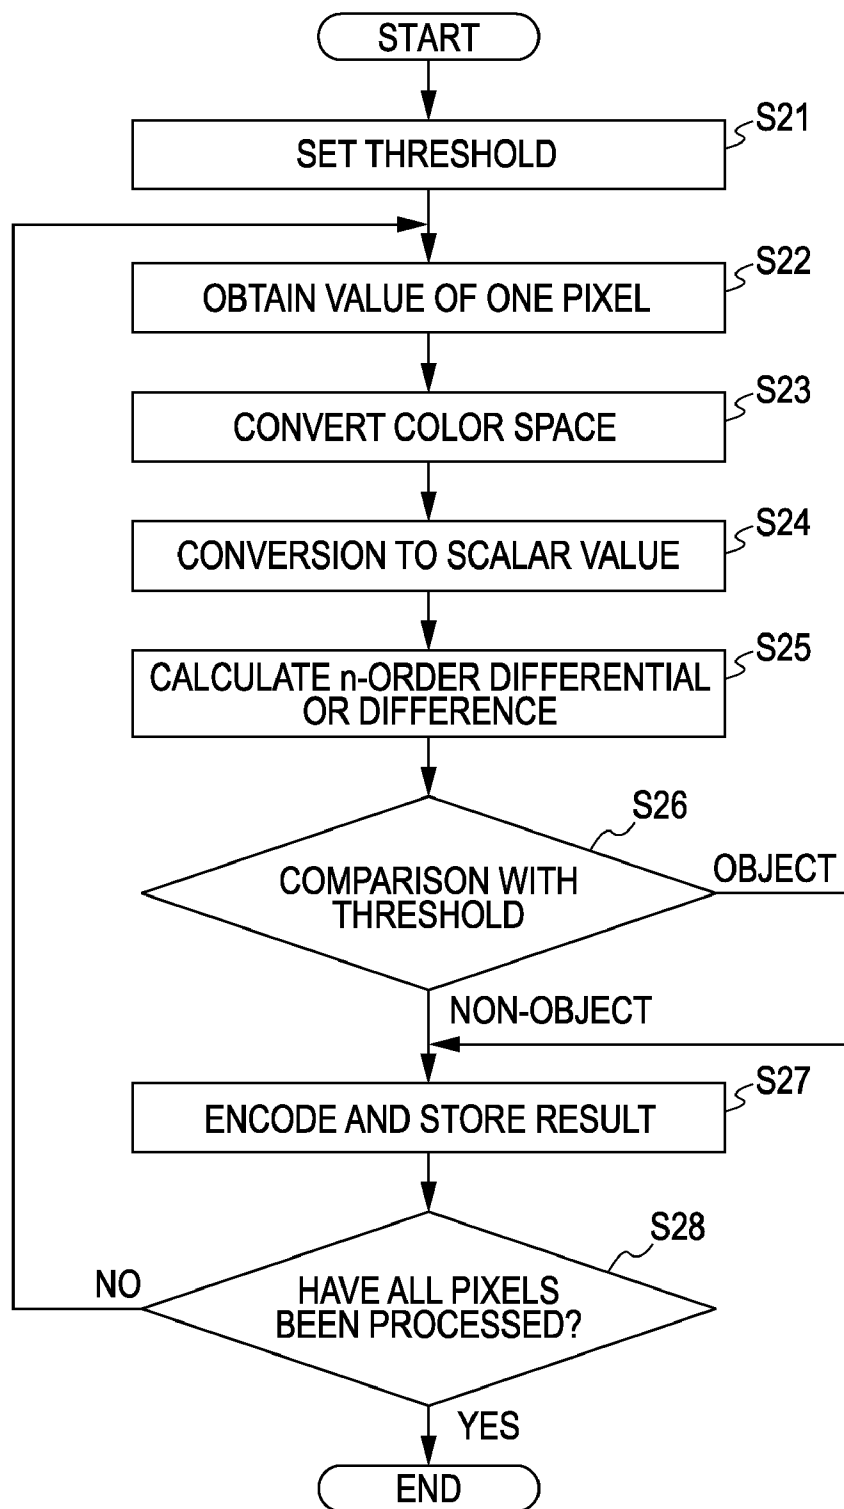 START
S21
SET THRESHOLD
S22
OBTAIN VALUE OF ONE PIXEL
S23
CONVERT COLOR SPACE
S24
CONVERSION TO SCALAR VALUE
S25
CALCULATE n-ORDER DIFFERENTIAL
OR DIFFERENCE
S26
OBJECT
COMPARISON WITH
THRESHOLD
NON-OBJECT
S27
ENCODE AND STORE RESULT
S28
NO
HAVE ALL PIXELS
BEEN PROCESSED?
YES
END